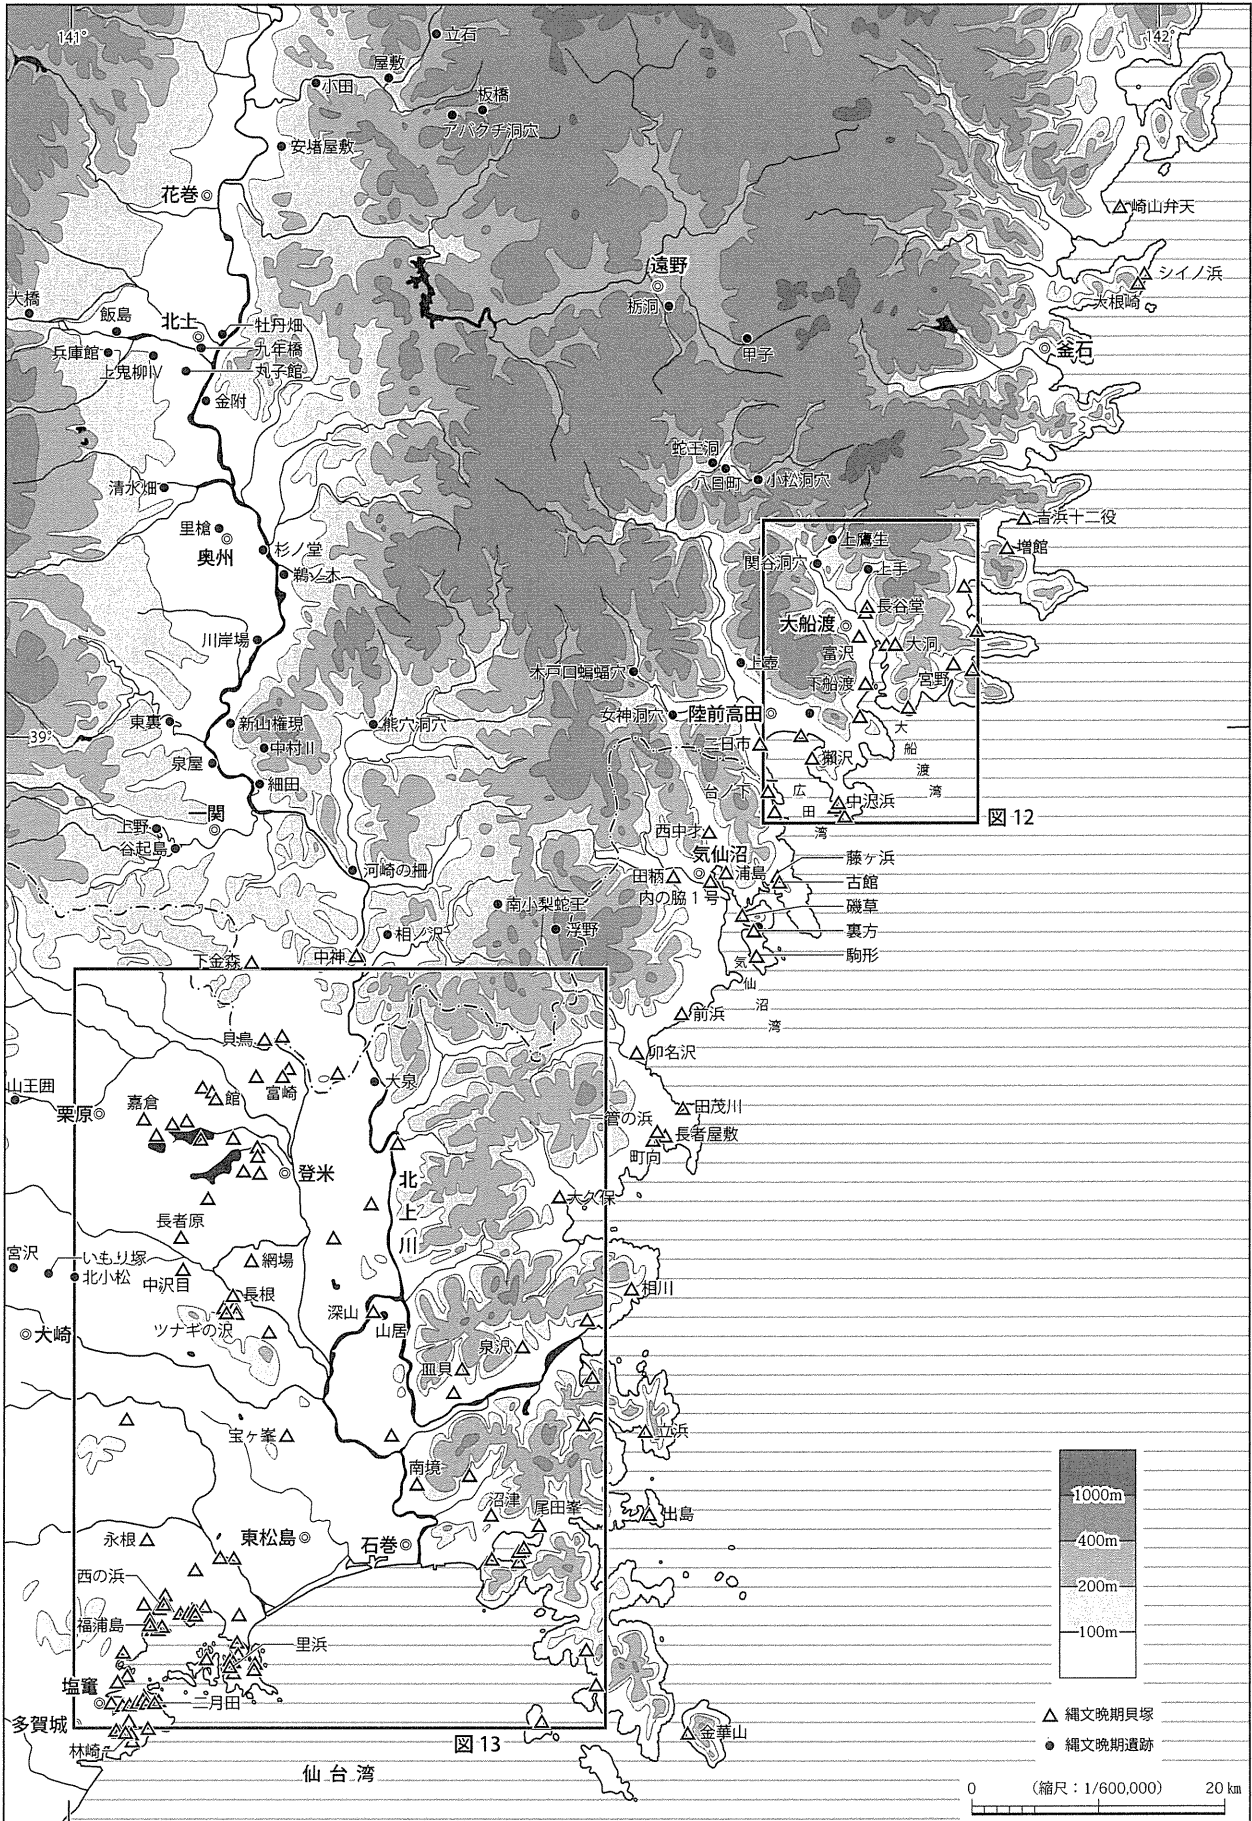 141°
142°
立石
屋敷
小田
板橋
アバクチ洞穴
安堵屋敷
花巻
崎山弁天
遠野
シイノ浜
大根崎
栃洞
大橋
飯島
北上
牡丹畑
九年橋
兵庫館
上鬼柳Ⅳ
丸子館
甲子
釜石
金附
蛇王洞
八日町
小松洞穴
清水畑
里槍
奥州
杉ノ堂
鵜ノ木
吉浜十二役
増館
上鷹生
関谷洞穴
上手
長谷堂
大船渡
富沢
大洞
川岸場
木戸口蝙蝠穴
上壺
下船渡
宮野
東裏
新山権現
熊穴洞穴
女神洞穴
陸前高田
大船渡湾
39°
中村Ⅱ
泉屋
二日市
獺沢
細田
台ノ下
広田湾
中沢浜
図12
一関
上野
谷起島
西中才
気仙沼
藤ヶ浜
河崎の柵
田柄
浦島
古館
内の脇1号
南小梨蛇王
磯草
浮野
裏方
相ノ沢
下金森
中神
駒形
気仙沼湾
前浜
貝鳥
卯名沢
山王囲
富崎
大泉
栗原
嘉倉
館
田茂川
管の浜
長者屋敷
町向
登米
北上川
大久保
長者原
宮沢
いもり塚
北小松
中沢目
網場
長根
相川
大崎
ツナギの沢
深山
山居
泉沢
皿貝
宝ヶ峯
立浜
南境
沼津
尾田峯
出島
永根
東松島
石巻
西の浜
福浦島
里浜
塩竈
二月田
多賀城
林崎
図13
金華山
仙台湾
1000m
400m
200m
100m
縄文晩期貝塚
縄文晩期遺跡
0 (縮尺：1/600,000) 20km